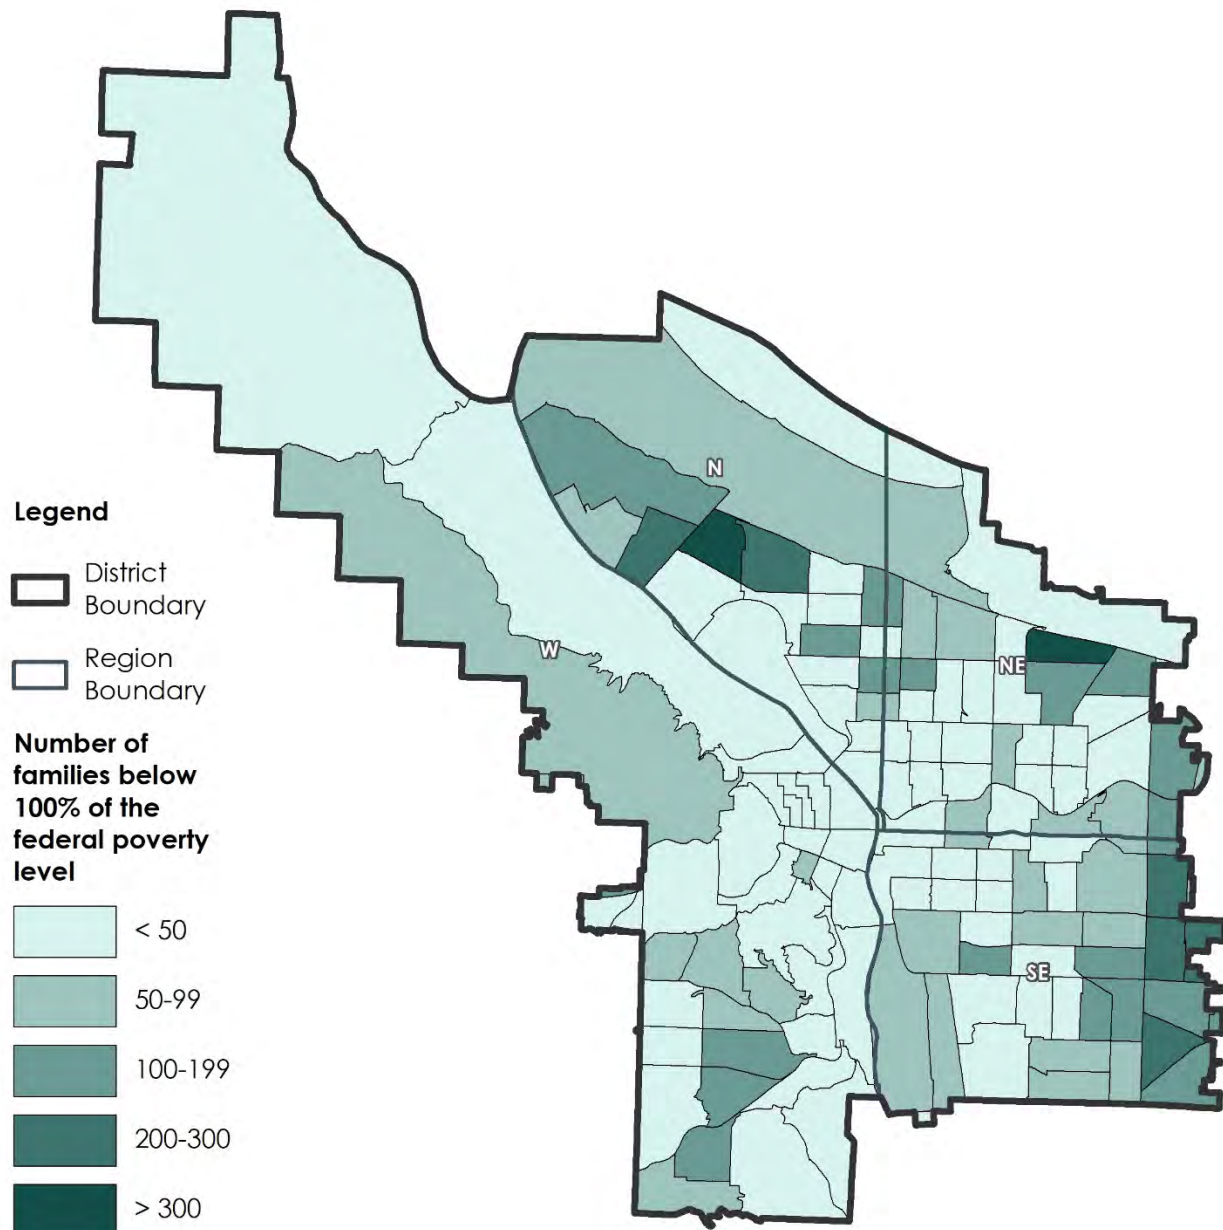 Legend
District
Boundary
Region
Boundary
Number of
families below
100% of the
federal poverty
level
< 50
50-99
100-199
200-300
> 300
N
W
NE
SE